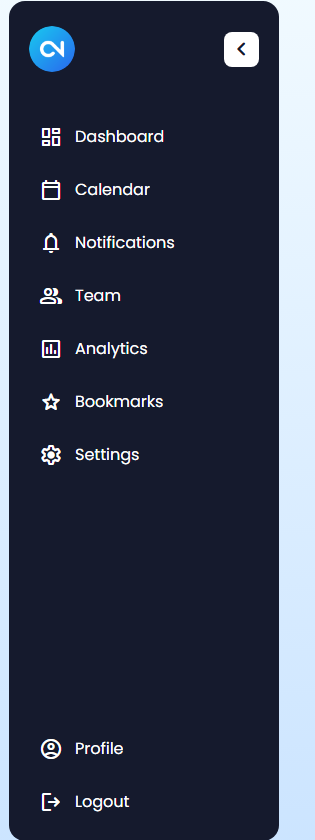 Dashboard
Calendar
Notifications
Team
Analytics
Bookmarks
Settings
Profile
Logout